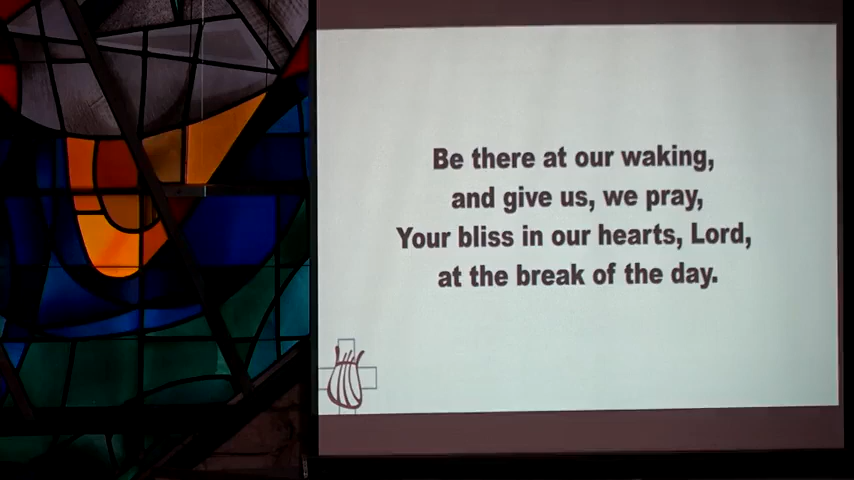 Be there at our waking,
and give us, we pray,
Your bliss in our hearts, Lord,
at the break of the day.